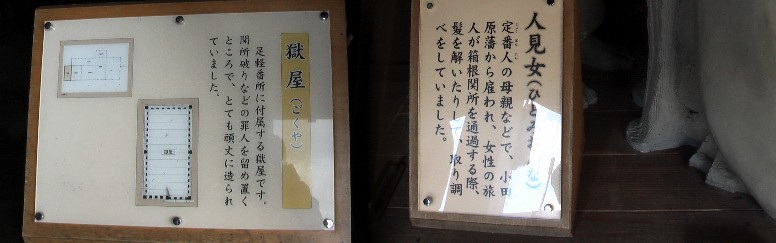 獄屋(ごくや)
足軽番所に付属する獄屋です。
関所破りなどの罪人を留め置く
ところで、とても頑丈に造られ
ていました。
獄屋
人見女(ひとみおんな)
定番人の母親などで、小田
原藩から雇われ、女性の旅
人が箱根関所を通過する際、
髪を解いたりし、取り調
べをしていました。